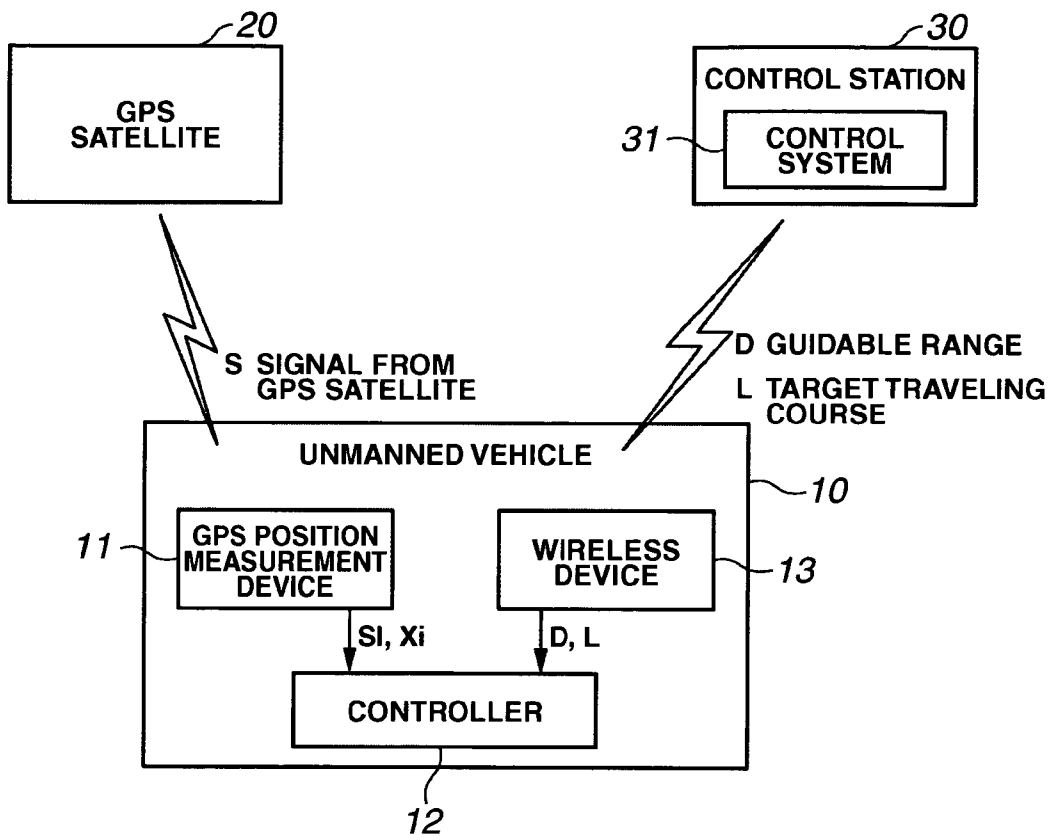 20
GPS
SATELLITE
30
CONTROL STATION
31
CONTROL
SYSTEM
S SIGNAL FROM
GPS SATELLITE
D GUIDABLE RANGE
L TARGET TRAVELING
COURSE
UNMANNED VEHICLE
10
11
GPS POSITION
MEASUREMENT
DEVICE
WIRELESS
DEVICE
13
SI, Xi
D, L
CONTROLLER
12